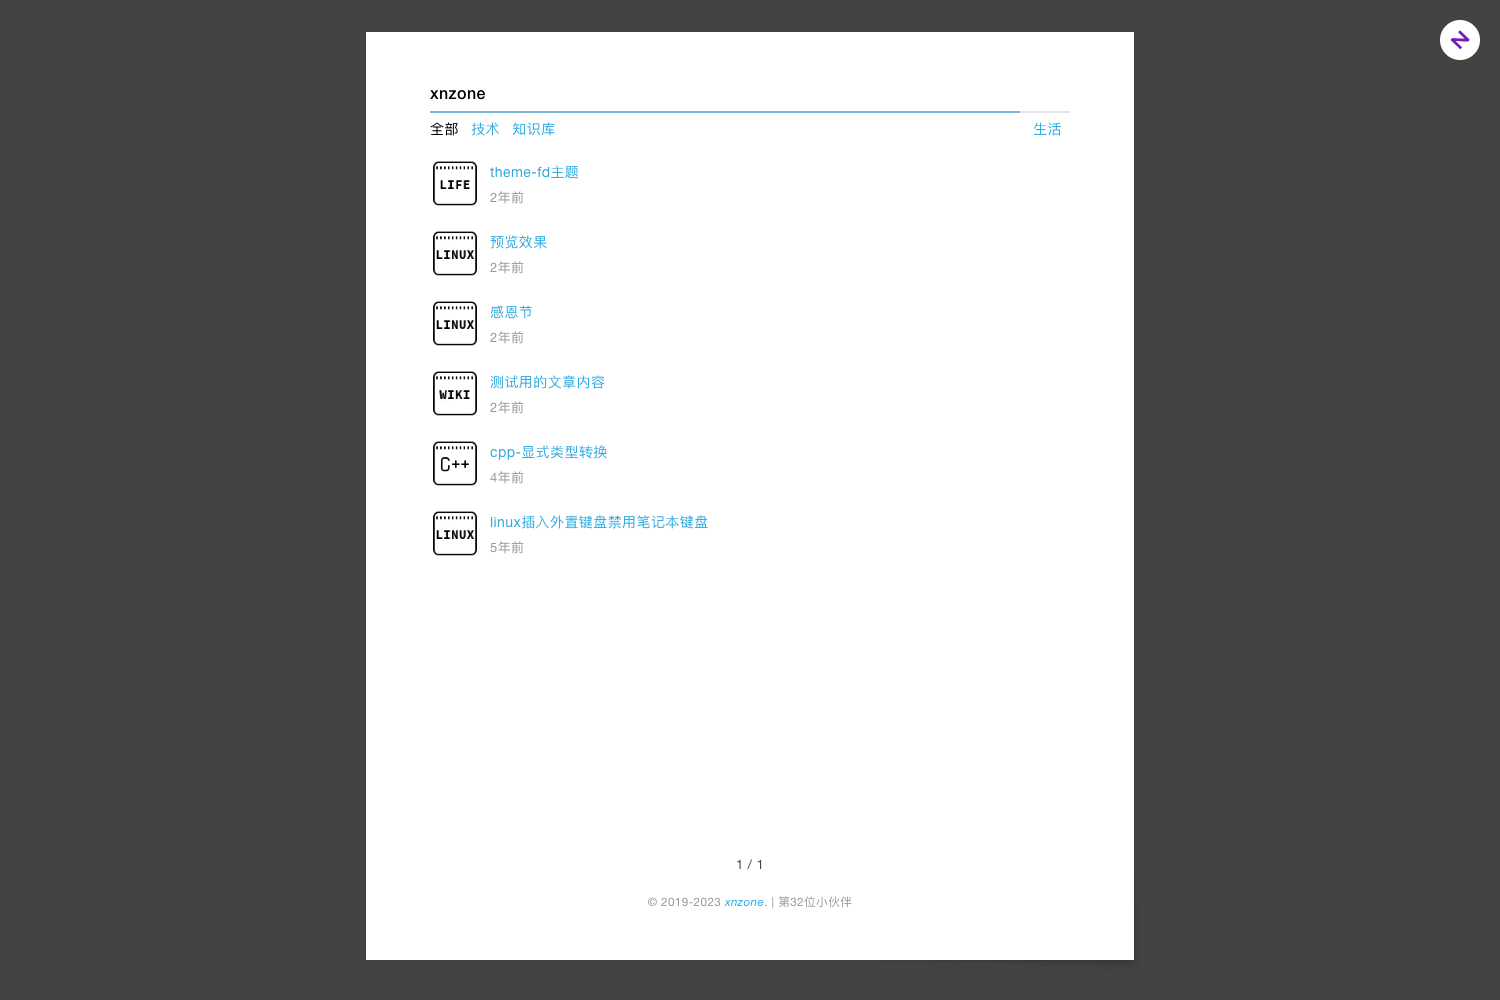 xnzone
全部 技术 知识库 生活
LIFE theme-fd主题
2年前
LINUX 预览效果
2年前
LINUX 感恩节
2年前
WIKI 测试用的文章内容
2年前
C++ cpp-显式类型转换
4年前
LINUX linux插入外置键盘禁用笔记本键盘
5年前
1 / 1
© 2019-2023 xnzone. | 第32位小伙伴